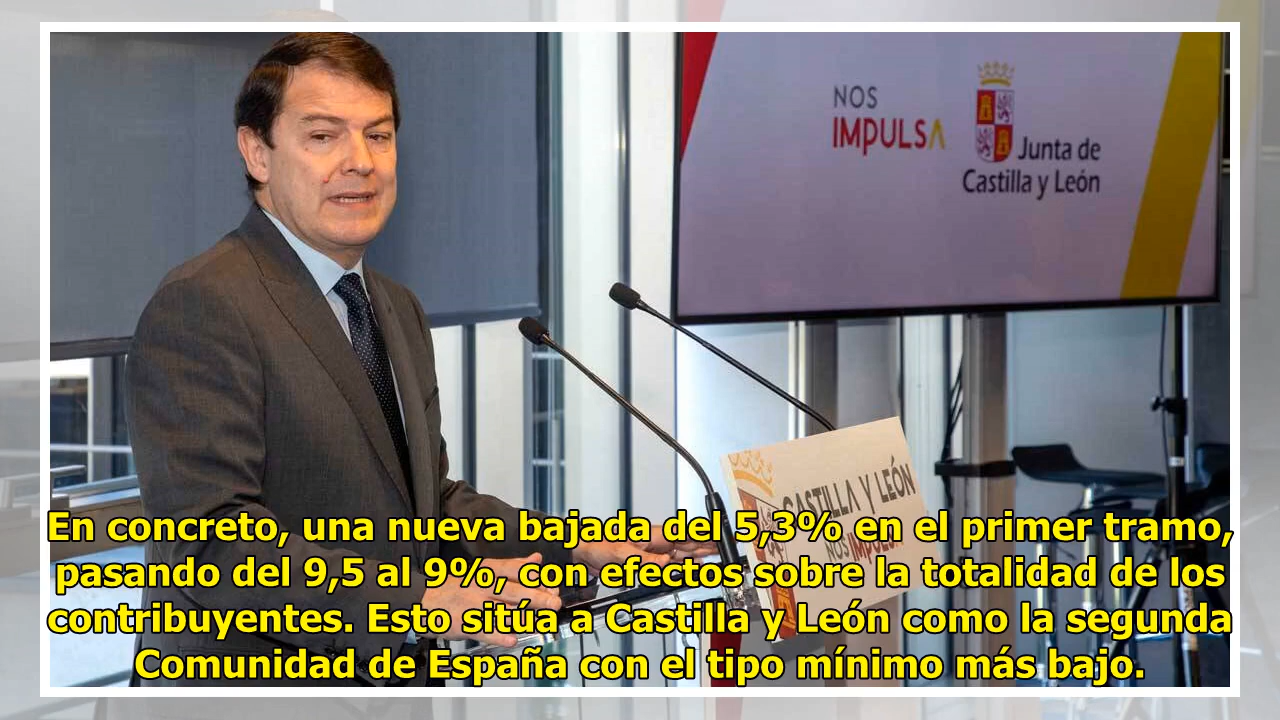 NOS
IMPULSA
Junta de
Castilla y León
CASTILLA Y LEÓN
NOS IMPULSA
En concreto, una nueva bajada del 5,3% en el primer tramo,
pasando del 9,5 al 9%, con efectos sobre la totalidad de los
contribuyentes. Esto sitúa a Castilla y León como la segunda
Comunidad de España con el tipo mínimo más bajo.